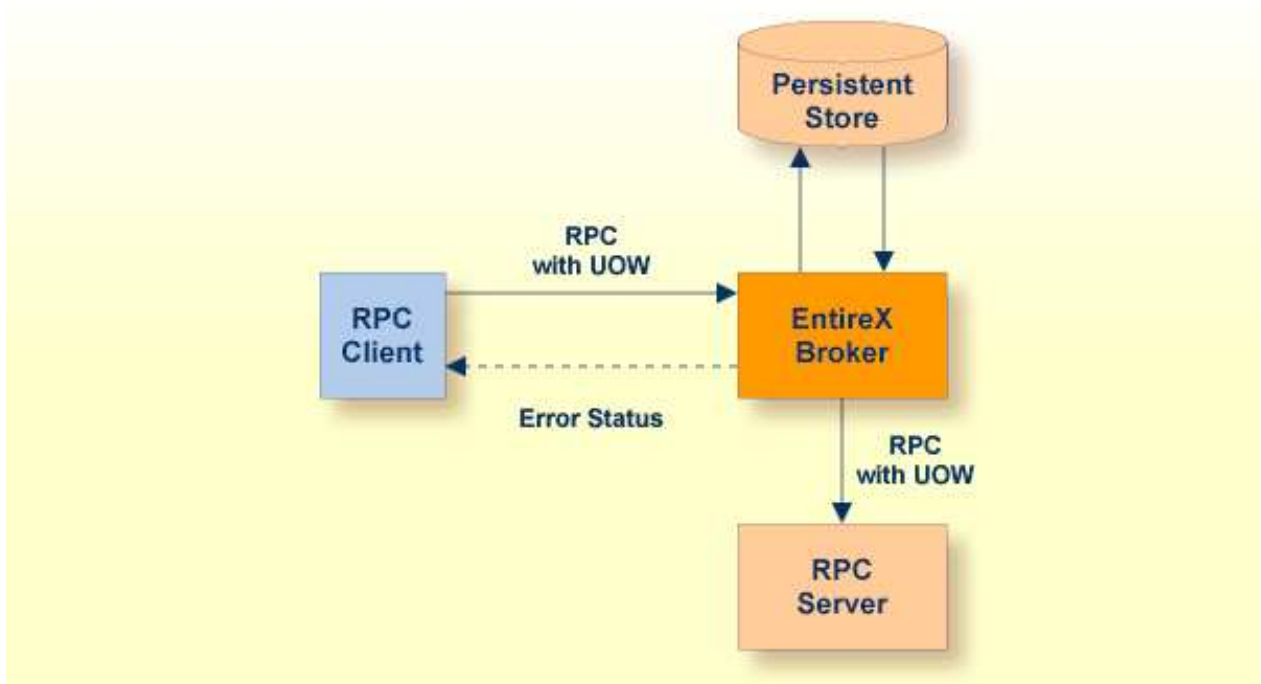 Persistent
Store
RPC
with UOW
RPC
Client
EntireX
Broker
Error Status
RPC
with UOW
RPC
Server